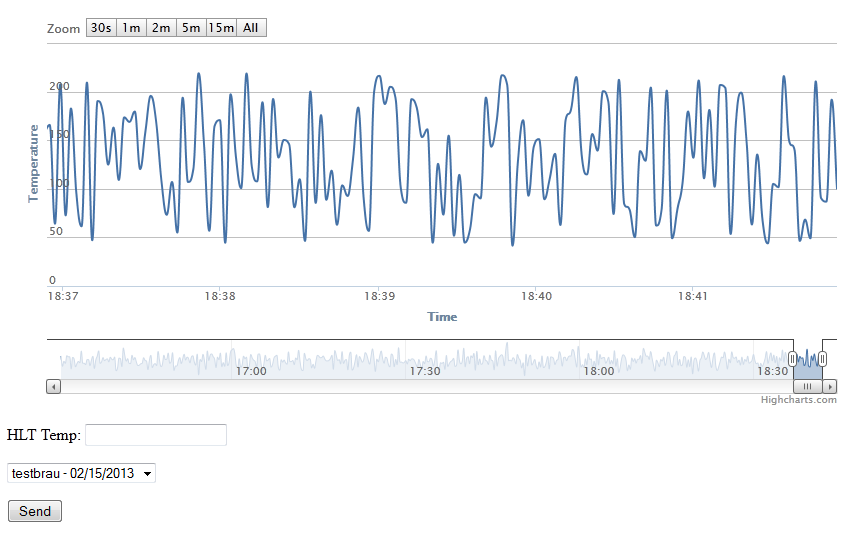 Zoom 30s 1m 2m 5m 15m All
Temperature
200
150
100
50
0
18:37 18:38 18:39 18:40 18:41
Time
17:00 17:30 18:00 18:30
Highcharts.com
HLT Temp:
testbrau - 02/15/2013
Send